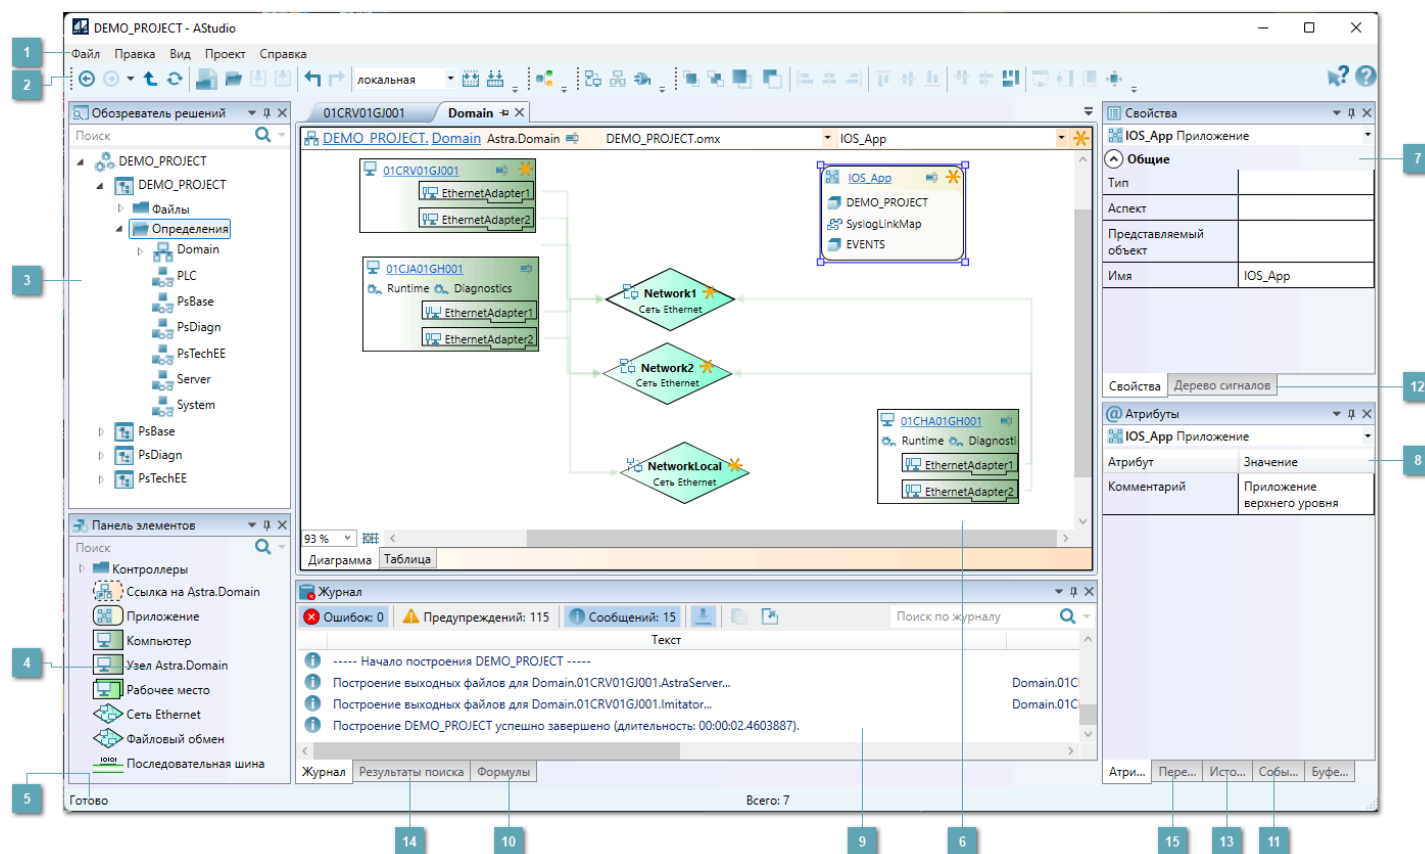 DEMO_PROJECT - AStudio
1
Файл Правка Вид Проект Справка
2
локальная
Обозреватель решений
Поиск
DEMO_PROJECT
DEMO_PROJECT
Файлы
Определения
Domain
3
PLC
PsBase
PsDiagn
PsTechEE
Server
System
PsBase
PsDiagn
PsTechEE
Панель элементов
Поиск
Контроллеры
Ссылка на Astra.Domain
Приложение
Компьютер
4
Узел Astra.Domain
Рабочее место
Сеть Ethernet
Файловый обмен
Последовательная шина
5
Готово
01CRV01GJ001 Domain
DEMO_PROJECT. Domain Astra.Domain DEMO_PROJECT.omx IOS_App
01CRV01GJ001
EthernetAdapter1
EthernetAdapter2
IOS_App
DEMO_PROJECT
SyslogLinkMap
EVENTS
01CJA01GH001
Runtime Diagnostics
EthernetAdapter1
EthernetAdapter2
Network1
Сеть Ethernet
Network2
Сеть Ethernet
NetworkLocal
Сеть Ethernet
01CHA01GH001
Runtime Diagnosti
EthernetAdapter1
EthernetAdapter2
93 %
Диаграмма Таблица
Журнал
Ошибок: 0 Предупреждений: 115 Сообщений: 15 Поиск по журналу
Текст
----- Начало построения DEMO_PROJECT -----
Построение выходных файлов для Domain.01CRV01GJ001.AstraServer... Domain.01C
Построение выходных файлов для Domain.01CRV01GJ001.Imitator... Domain.01C
Построение DEMO_PROJECT успешно завершено (длительность: 00:00:02.4603887).
Журнал Результаты поиска Формулы
Всего: 7
14 10 9 6
Свойства
IOS_App Приложение
7
Общие
Тип
Аспект
Представляемый объект
Имя IOS_App
Свойства Дерево сигналов
12
Атрибуты
IOS_App Приложение
Атрибут Значение
8
Комментарий Приложение верхнего уровня
Атри... Пере... Исто... Собы... Буфе...
15 13 11